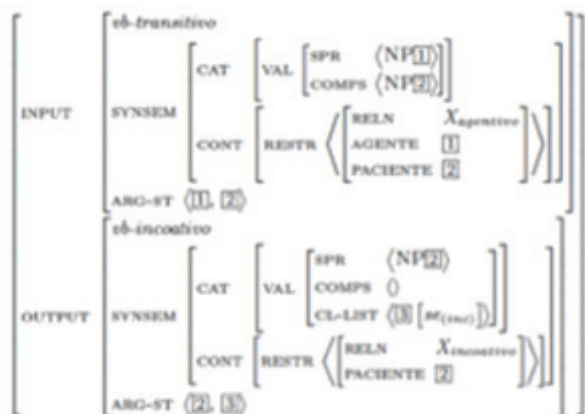 vb-transitivo
SPR ⟨NP[1]⟩
CAT VAL COMPS ⟨NP[2]⟩
INPUT SYNSEM
RELN X agentivo
CONT RESTR AGENTE [1]
PACIENTE [2]
ARG-ST ⟨[1], [2]⟩
vb-incoativo
SPR ⟨NP[2]⟩
CAT VAL COMPS ⟨⟩
CL-LIST ⟨[3] [se(inc)]⟩
OUTPUT SYNSEM
RELN X incoativo
CONT RESTR PACIENTE [2]
ARG-ST ⟨[2], [3]⟩